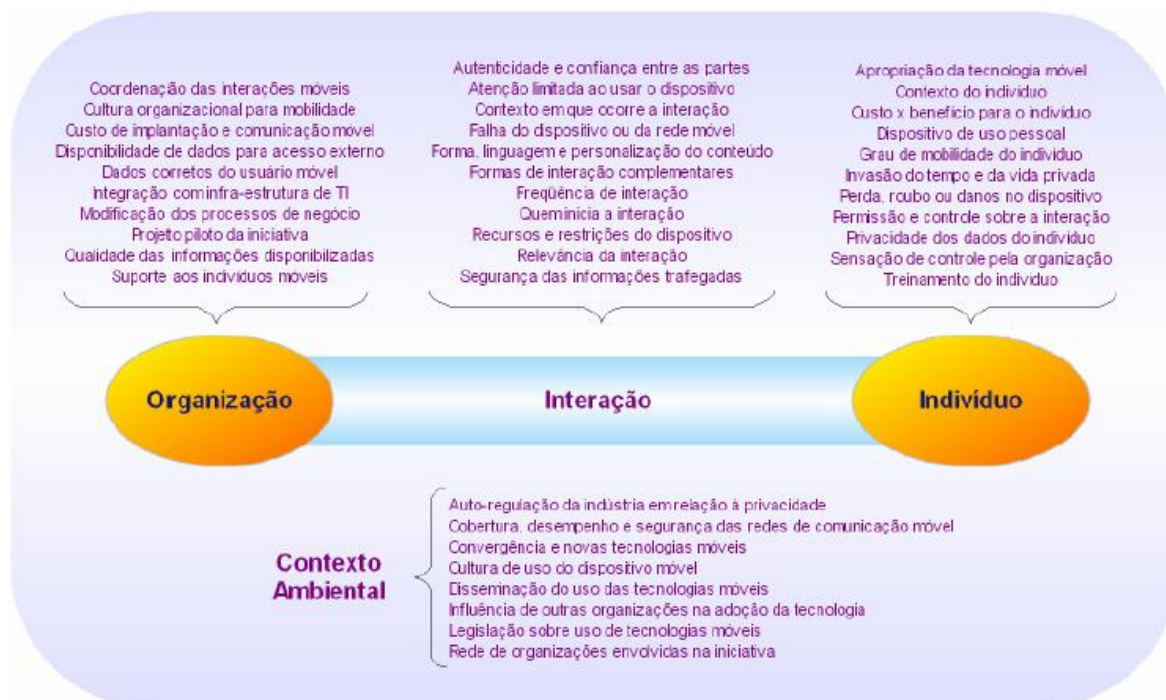 Coordenação das interações móveis
Cultura organizacional para mobilidade
Custo de implantação e comunicação móvel
Disponibilidade de dados para acesso externo
Dados corretos do usuário móvel
Integração com infra-estrutura de TI
Modificação dos processos de negócio
Projeto piloto da iniciativa
Qualidade das informações disponibilizadas
Suporte aos indivíduos móveis
Autenticidade e confiança entre as partes
Atenção limitada ao usar o dispositivo
Contexto em que ocorre a interação
Falha do dispositivo ou da rede móvel
Forma, linguagem e personalização do conteúdo
Formas de interação complementares
Freqüência de interação
Quem inicia a interação
Recursos e restrições do dispositivo
Relevância da interação
Segurança das informações trafegadas
Apropriação da tecnologia móvel
Contexto do indivíduo
Custo x benefício para o indivíduo
Dispositivo de uso pessoal
Grau de mobilidade do indivíduo
Invasão do tempo e da vida privada
Perda, roubo ou danos no dispositivo
Permissão e controle sobre a interação
Privacidade dos dados do indivíduo
Sensação de controle pela organização
Treinamento do indivíduo
Organização
Interação
Indivíduo
Contexto
Ambiental
Auto-regulação da indústria em relação à privacidade
Cobertura, desempenho e segurança das redes de comunicação móvel
Convergência e novas tecnologias móveis
Cultura de uso do dispositivo móvel
Disseminação do uso das tecnologias móveis
Influência de outras organizações na adoção da tecnologia
Legislação sobre uso de tecnologias móveis
Rede de organizações envolvidas na iniciativa